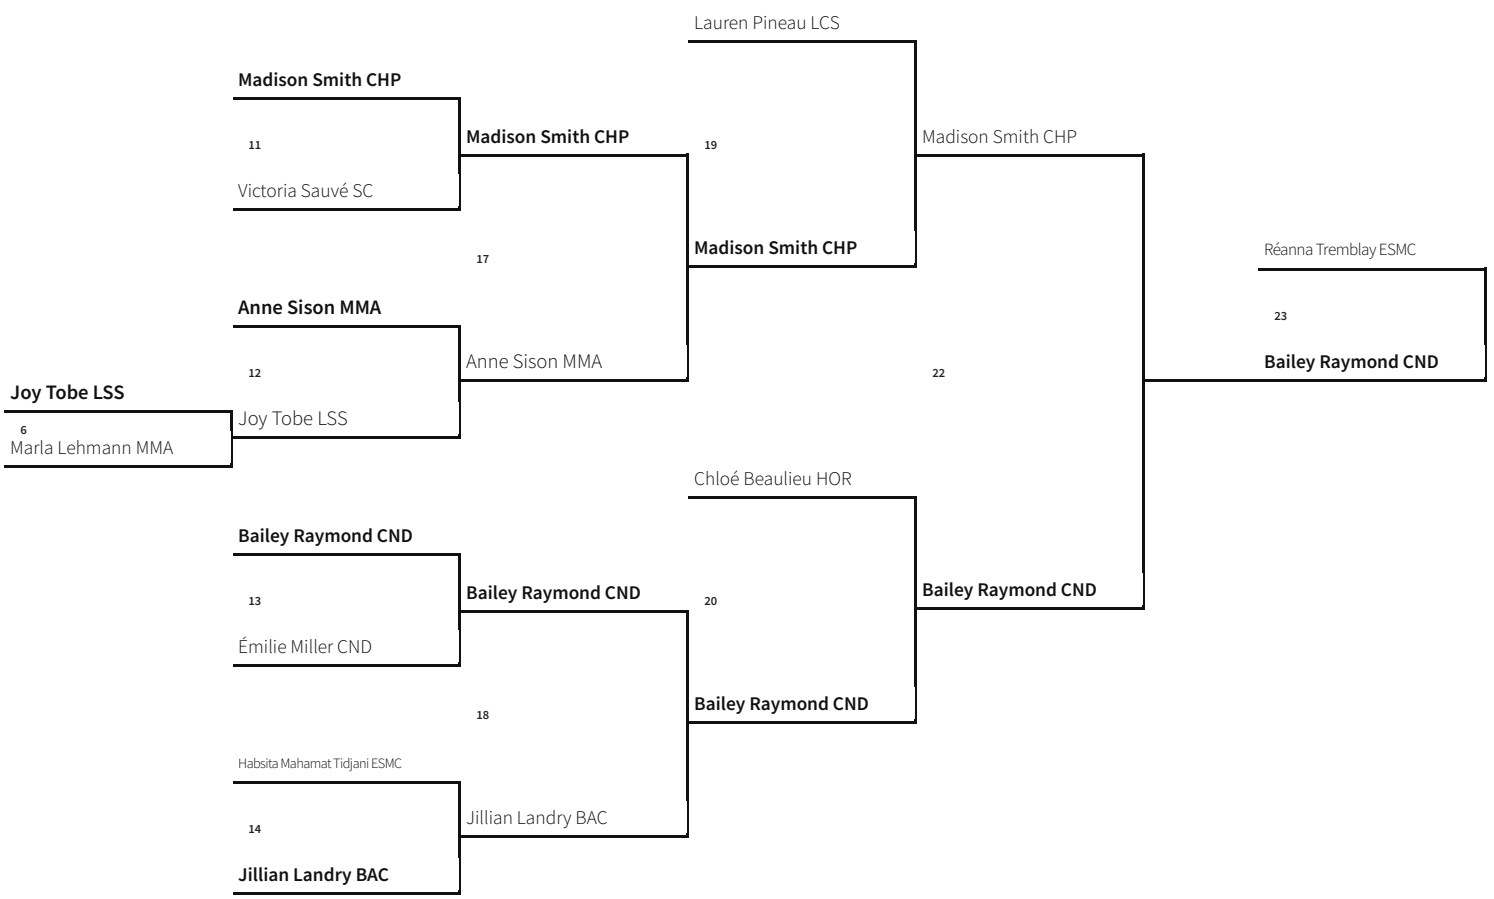 Lauren Pineau LCS
Madison Smith CHP
Madison Smith CHP
Madison Smith CHP
11
19
Victoria Sauvé SC
Madison Smith CHP
Réanna Tremblay ESMC
17
Anne Sison MMA
23
Anne Sison MMA
Bailey Raymond CND
12
22
Joy Tobe LSS
Joy Tobe LSS
6
Marla Lehmann MMA
Chloé Beaulieu HOR
Bailey Raymond CND
Bailey Raymond CND
Bailey Raymond CND
13
20
Émilie Miller CND
Bailey Raymond CND
18
Habsita Mahamat Tidjani ESMC
Jillian Landry BAC
14
Jillian Landry BAC